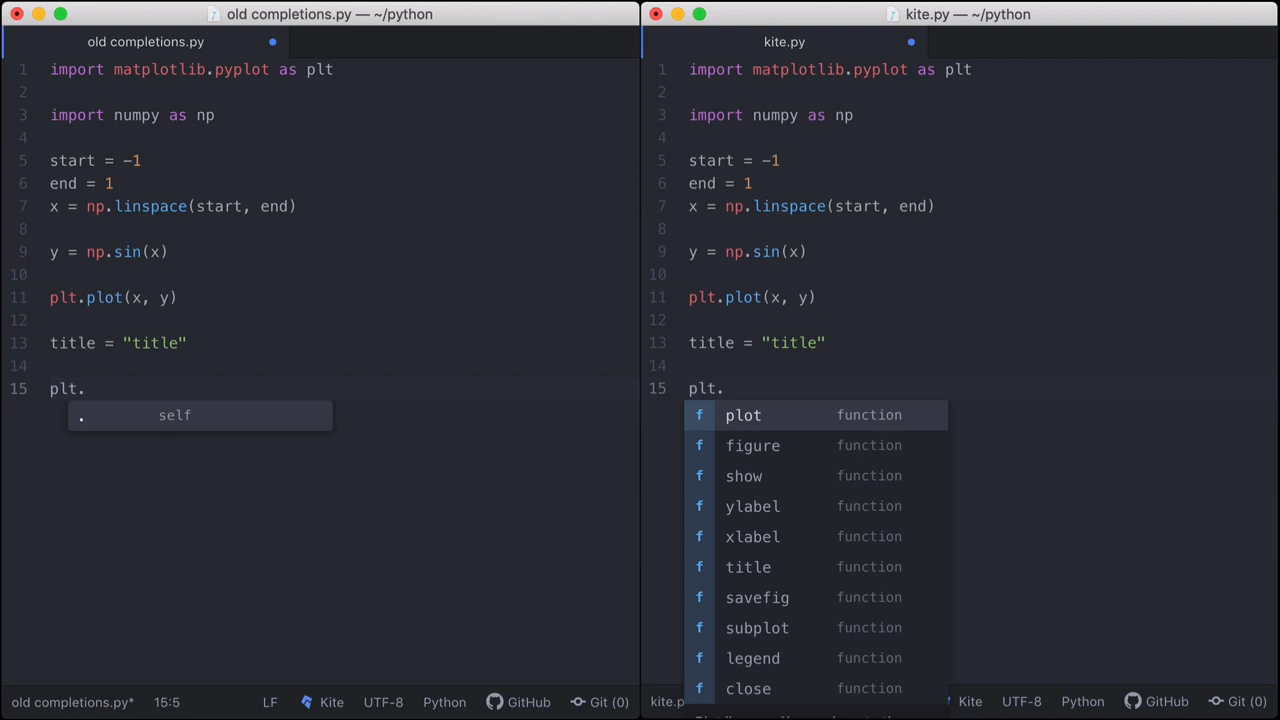 old completions.py — ~/python
old completions.py
1 import matplotlib.pyplot as plt
2
3 import numpy as np
4
5 start = -1
6 end = 1
7 x = np.linspace(start, end)
8
9 y = np.sin(x)
10
11 plt.plot(x, y)
12
13 title = "title"
14
15 plt.
. self
old completions.py* 15:5 LF Kite UTF-8 Python GitHub Git (0)
kite.py — ~/python
kite.py
1 import matplotlib.pyplot as plt
2
3 import numpy as np
4
5 start = -1
6 end = 1
7 x = np.linspace(start, end)
8
9 y = np.sin(x)
10
11 plt.plot(x, y)
12
13 title = "title"
14
15 plt.
f plot function
f figure function
f show function
f ylabel function
f xlabel function
f title function
f savefig function
f subplot function
f legend function
f close function
kite.p Kite UTF-8 Python GitHub Git (0)